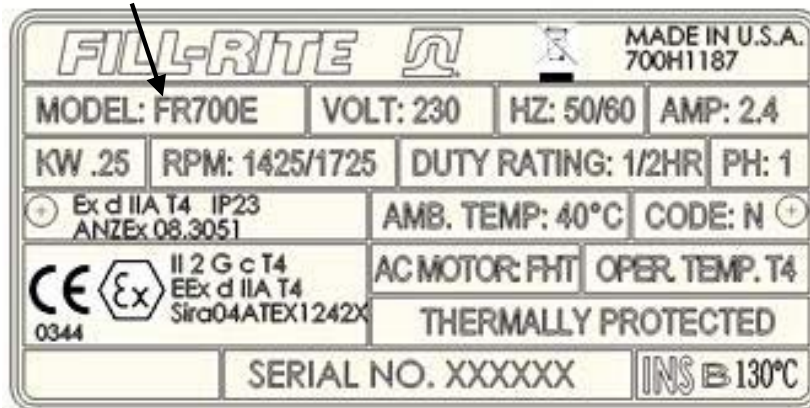 FILL-RITE MADE IN U.S.A.
700H1187
MODEL: FR700E VOLT: 230 HZ: 50/60 AMP: 2.4
KW .25 RPM: 1425/1725 DUTY RATING: 1/2HR PH: 1
Ex d IIA T4 IP23
ANZEx 08.3051
AMB. TEMP: 40°C CODE: N
CE 0344
Ex
II 2 G c T4
EEx d IIA T4
Sira04ATEX1242X
AC MOTOR: FHT OPER. TEMP. T4
THERMALLY PROTECTED
SERIAL NO. XXXXXX INS B 130°C